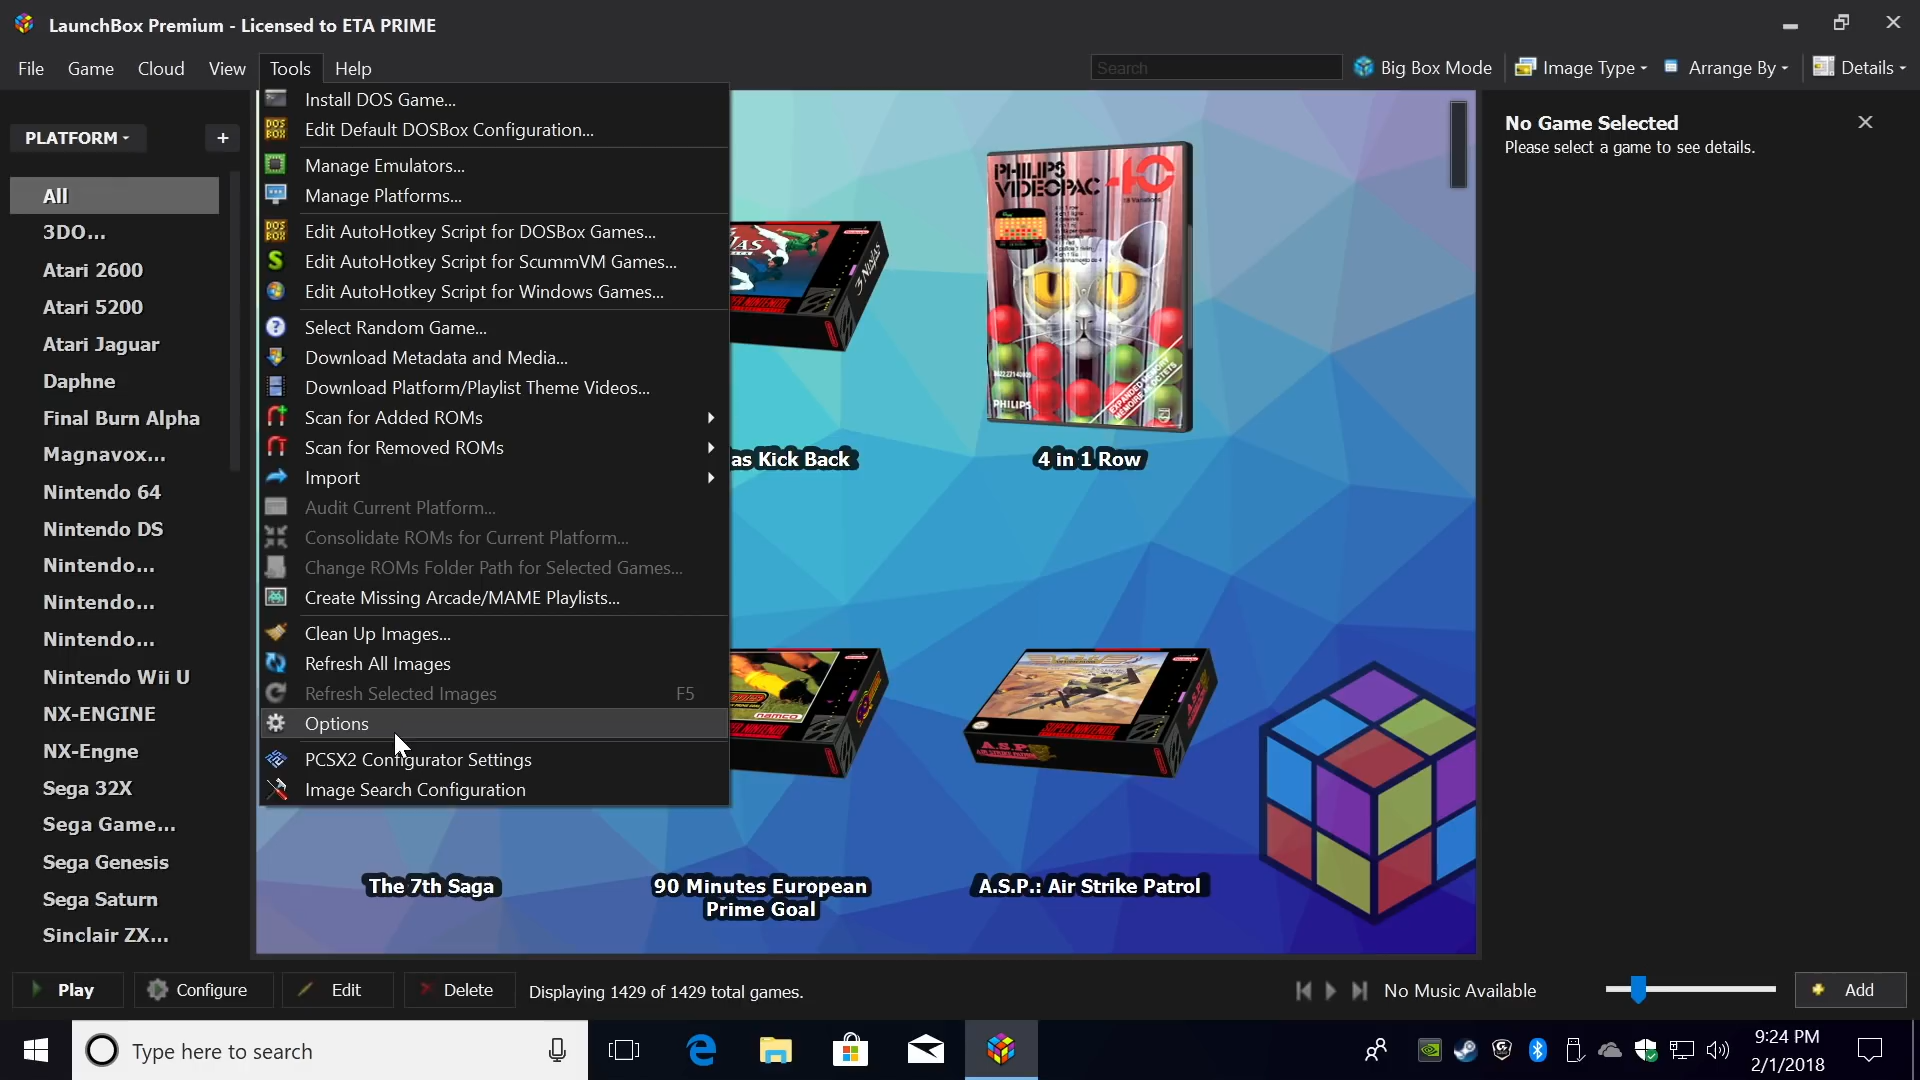 LaunchBox Premium - Licensed to ETA PRIME
File Game Cloud View Tools Help
Search
Big Box Mode
Image Type
Arrange By
Details
PLATFORM
+
All
3DO...
Atari 2600
Atari 5200
Atari Jaguar
Daphne
Final Burn Alpha
Magnavox...
Nintendo 64
Nintendo DS
Nintendo...
Nintendo...
Nintendo...
Nintendo Wii U
NX-ENGINE
NX-Engne
Sega 32X
Sega Game...
Sega Genesis
Sega Saturn
Sinclair ZX...
Install DOS Game...
Edit Default DOSBox Configuration...
Manage Emulators...
Manage Platforms...
Edit AutoHotkey Script for DOSBox Games...
Edit AutoHotkey Script for ScummVM Games...
Edit AutoHotkey Script for Windows Games...
Select Random Game...
Download Metadata and Media...
Download Platform/Playlist Theme Videos...
Scan for Added ROMs
Scan for Removed ROMs
Import
Audit Current Platform...
Consolidate ROMs for Current Platform...
Change ROMs Folder Path for Selected Games...
Create Missing Arcade/MAME Playlists...
Clean Up Images...
Refresh All Images
Refresh Selected Images F5
Options
PCSX2 Configurator Settings
Image Search Configuration
3 Ninjas
PHILIPS
VIDEOPAC 40
EXPANDED MEMORY
PHILIPS
as Kick Back
4 in 1 Row
namco
A.S.P.
AIR STRIKE PATROL
The 7th Saga
90 Minutes European
Prime Goal
A.S.P.: Air Strike Patrol
No Game Selected
Please select a game to see details.
Play
Configure
Edit
Delete
Displaying 1429 of 1429 total games.
No Music Available
Add
Type here to search
9:24 PM
2/1/2018